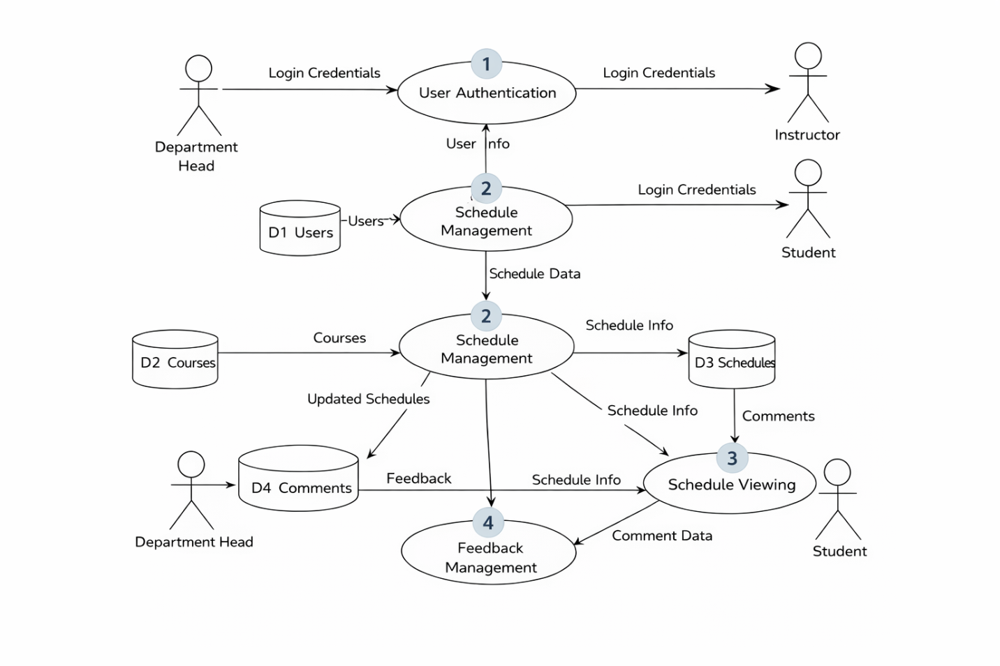 1
Login Credentials
Login Credentials
User Authentication
Instructor
Department
Head
User Info
2
Login Crredentials
Schedule
Management
D1 Users
Users
Student
Schedule Data
2
Schedule Info
Courses
Schedule
Management
D2 Courses
D3 Schedules
Updated Schedules
Schedule Info
Comments
3
Feedback
Schedule Info
Schedule Viewing
D4 Comments
4
Department Head
Comment Data
Feedback
Management
Student